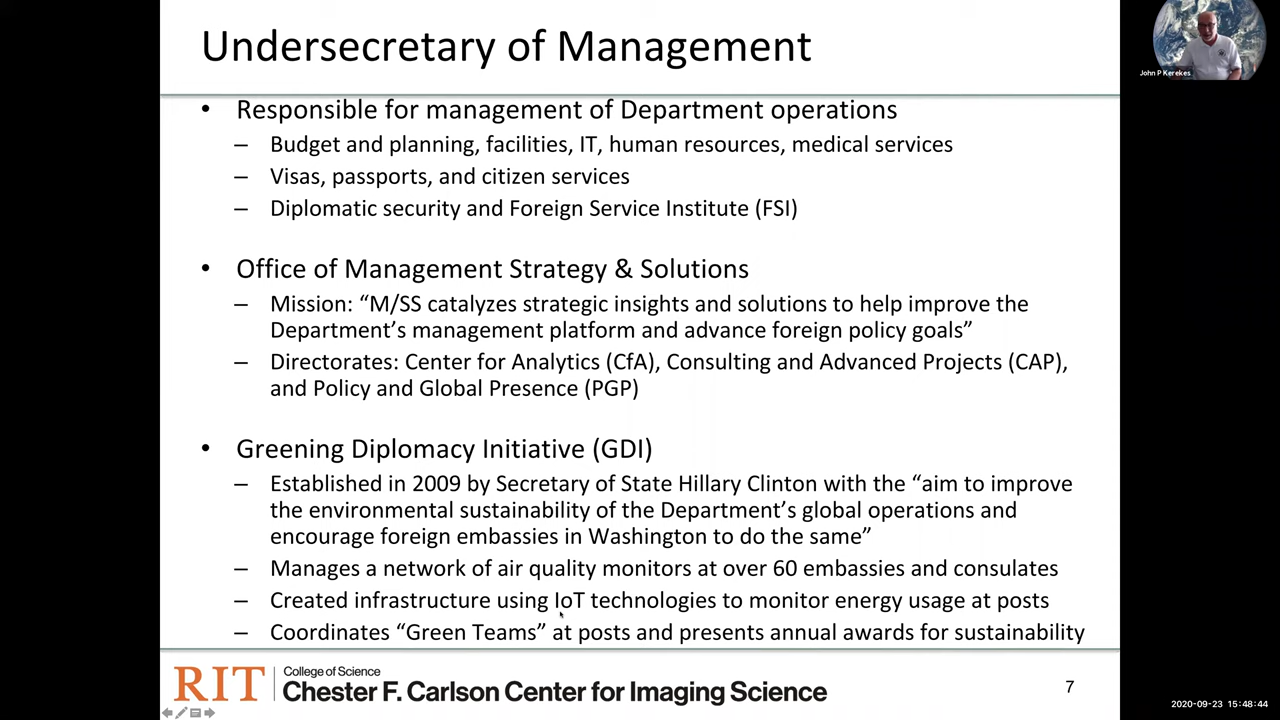 Undersecretary of Management
John P Kerekes
• Responsible for management of Department operations
– Budget and planning, facilities, IT, human resources, medical services
– Visas, passports, and citizen services
– Diplomatic security and Foreign Service Institute (FSI)
• Office of Management Strategy & Solutions
– Mission: “M/SS catalyzes strategic insights and solutions to help improve the
Department’s management platform and advance foreign policy goals”
– Directorates: Center for Analytics (CfA), Consulting and Advanced Projects (CAP),
and Policy and Global Presence (PGP)
• Greening Diplomacy Initiative (GDI)
– Established in 2009 by Secretary of State Hillary Clinton with the “aim to improve
the environmental sustainability of the Department’s global operations and
encourage foreign embassies in Washington to do the same”
– Manages a network of air quality monitors at over 60 embassies and consulates
– Created infrastructure using IoT technologies to monitor energy usage at posts
– Coordinates “Green Teams” at posts and presents annual awards for sustainability
RIT
College of Science
Chester F. Carlson Center for Imaging Science
7
2020-09-23 15:48:44